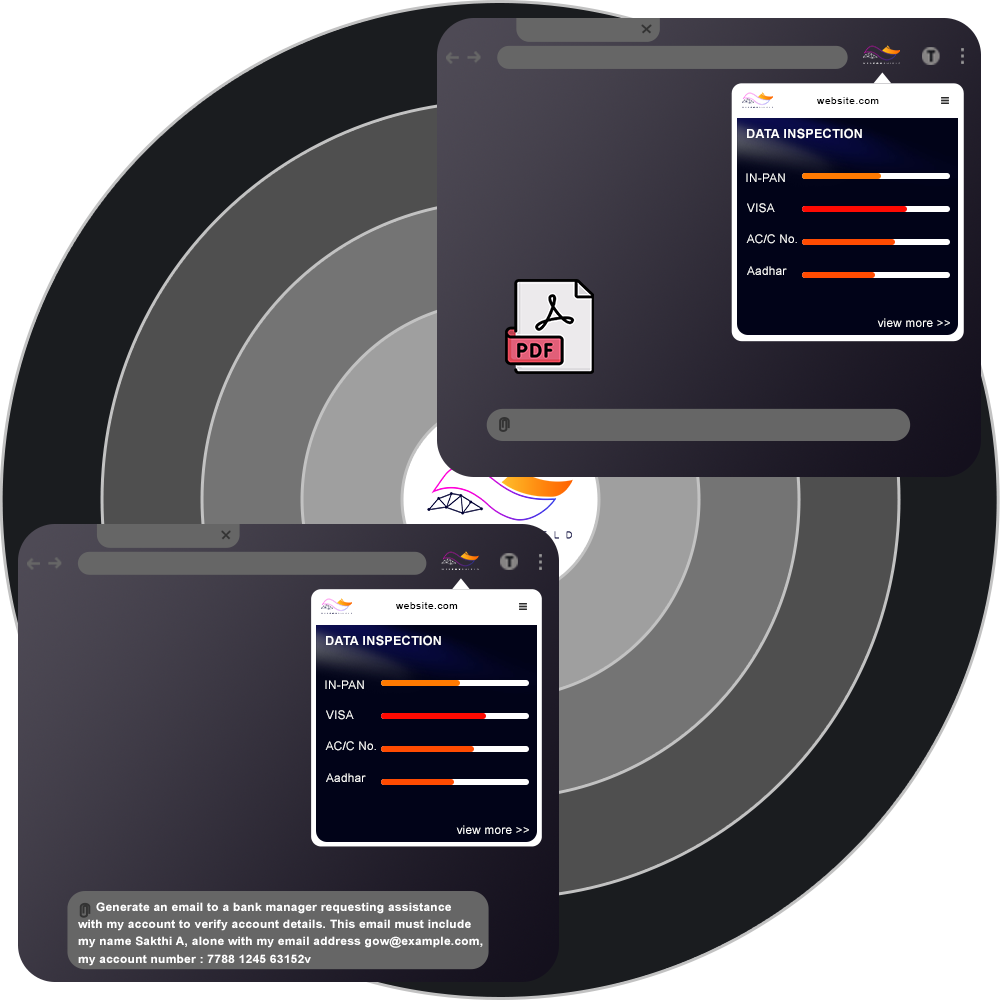 T
website.com
DATA INSPECTION
IN-PAN
VISA
AC/C No.
Aadhar
view more >>
PDF
L D
T
website.com
DATA INSPECTION
IN-PAN
VISA
AC/C No.
Aadhar
view more >>
Generate an email to a bank manager requesting assistance
with my account to verify account details. This email must include
my name Sakthi A, alone with my email address gow@example.com,
my account number : 7788 1245 63152v